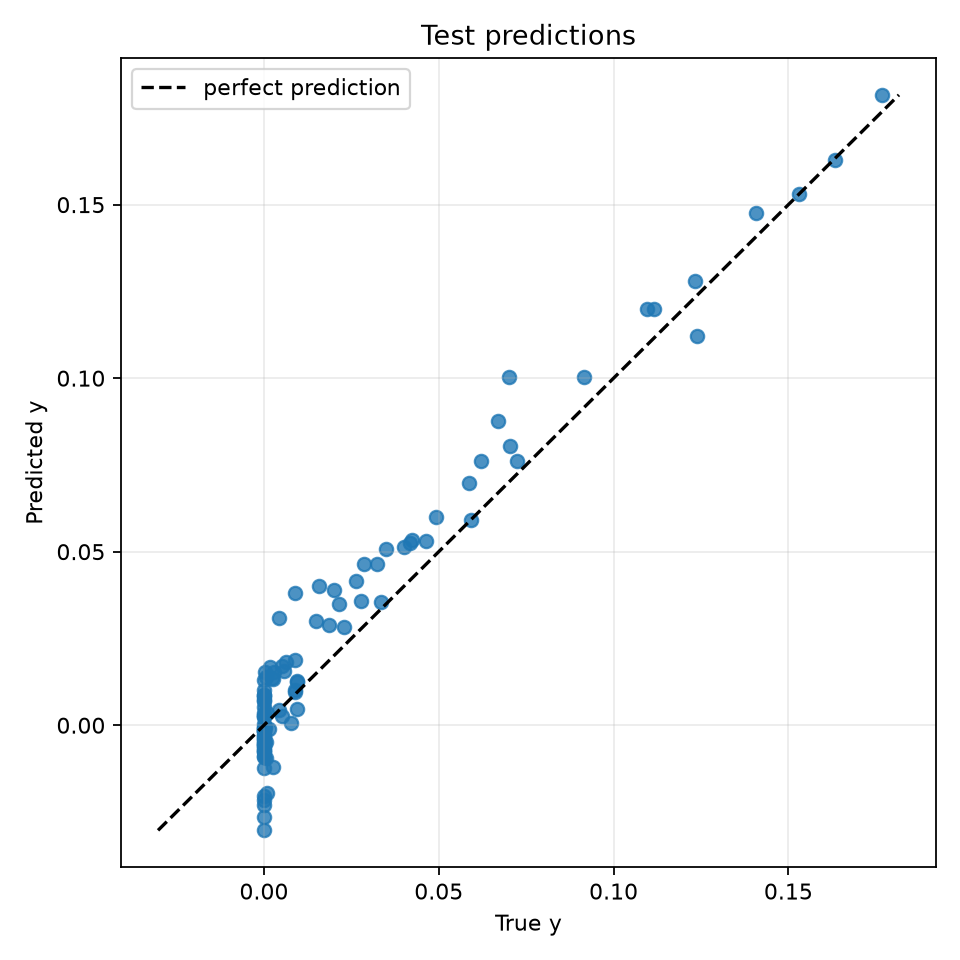 Test predictions
perfect prediction
0.15
0.10
0.05
0.00
Predicted y
0.00 0.05 0.10 0.15
True y